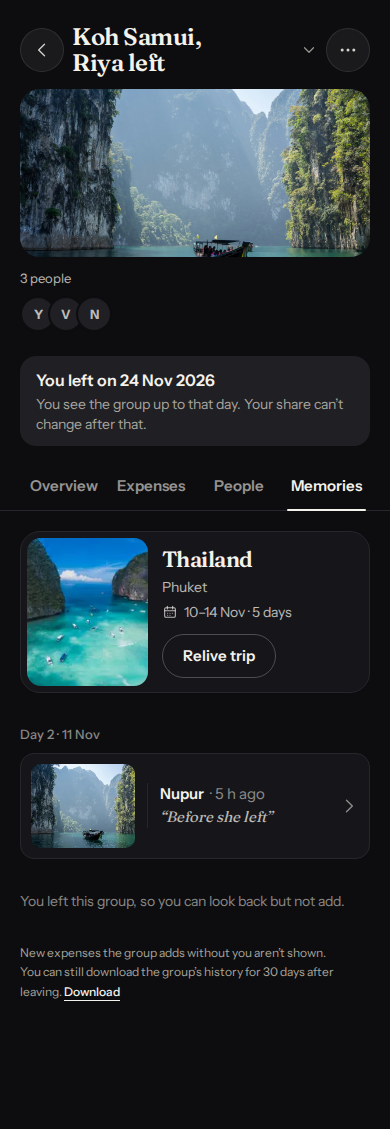 Koh Samui,
Riya left
3 people
Y V N
You left on 24 Nov 2026
You see the group up to that day. Your share can’t
change after that.
Overview Expenses People Memories
Thailand
Phuket
10–14 Nov · 5 days
Relive trip
Day 2 · 11 Nov
Nupur · 5 h ago
“Before she left”
You left this group, so you can look back but not add.
New expenses the group adds without you aren’t shown.
You can still download the group’s history for 30 days after
leaving. Download